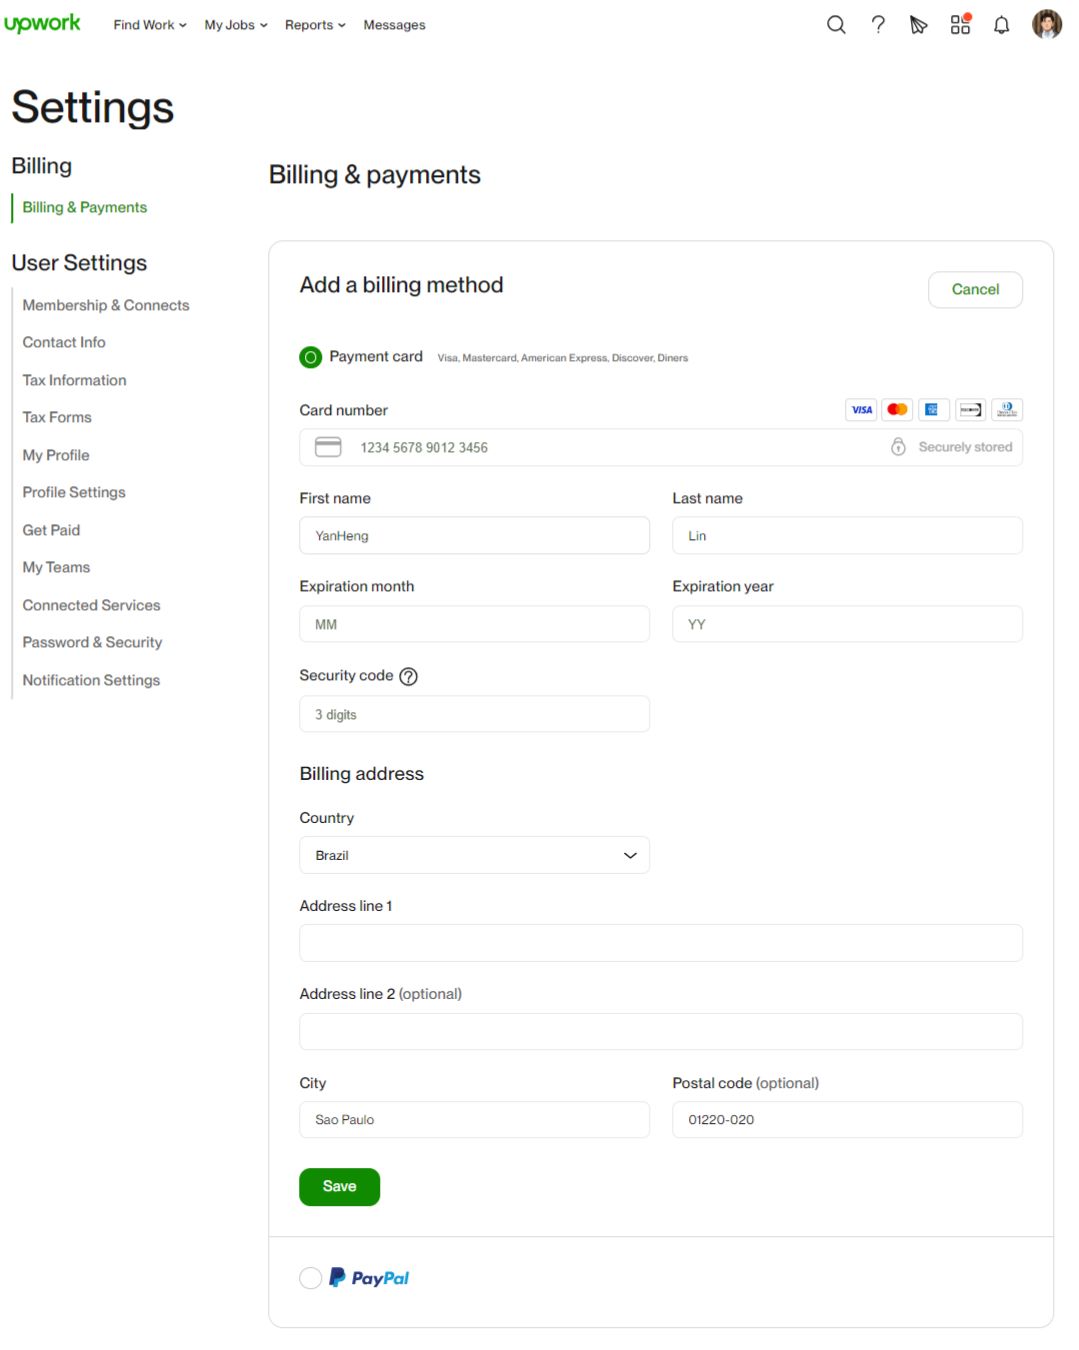 upwork Find Work My Jobs Reports Messages
Settings
Billing
Billing & Payments
User Settings
Membership & Connects
Contact Info
Tax Information
Tax Forms
My Profile
Profile Settings
Get Paid
My Teams
Connected Services
Password & Security
Notification Settings
Billing & payments
Add a billing method Cancel
Payment card Visa, Mastercard, American Express, Discover, Diners
Card number VISA
1234 5678 9012 3456 Securely stored
First name Last name
YanHeng Lin
Expiration month Expiration year
MM YY
Security code ?
3 digits
Billing address
Country
Brazil
Address line 1
Address line 2 (optional)
City Postal code (optional)
Sao Paulo 01220-020
Save
PayPal